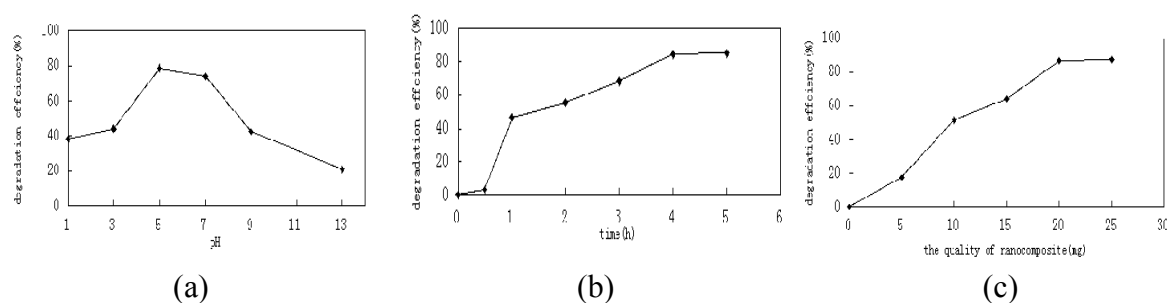 degradation offciency(%)
100
80
60
40
20
0
1 3 5 7 9 11 13
pH
(a)
degradation effciency(%)
100
80
60
40
20
0
0 1 2 3 4 5 6
time(h)
(b)
degradation effciency(%)
100
80
60
40
20
0
0 5 10 15 20 25 30
the quality of ranocomposite(mg)
(c)